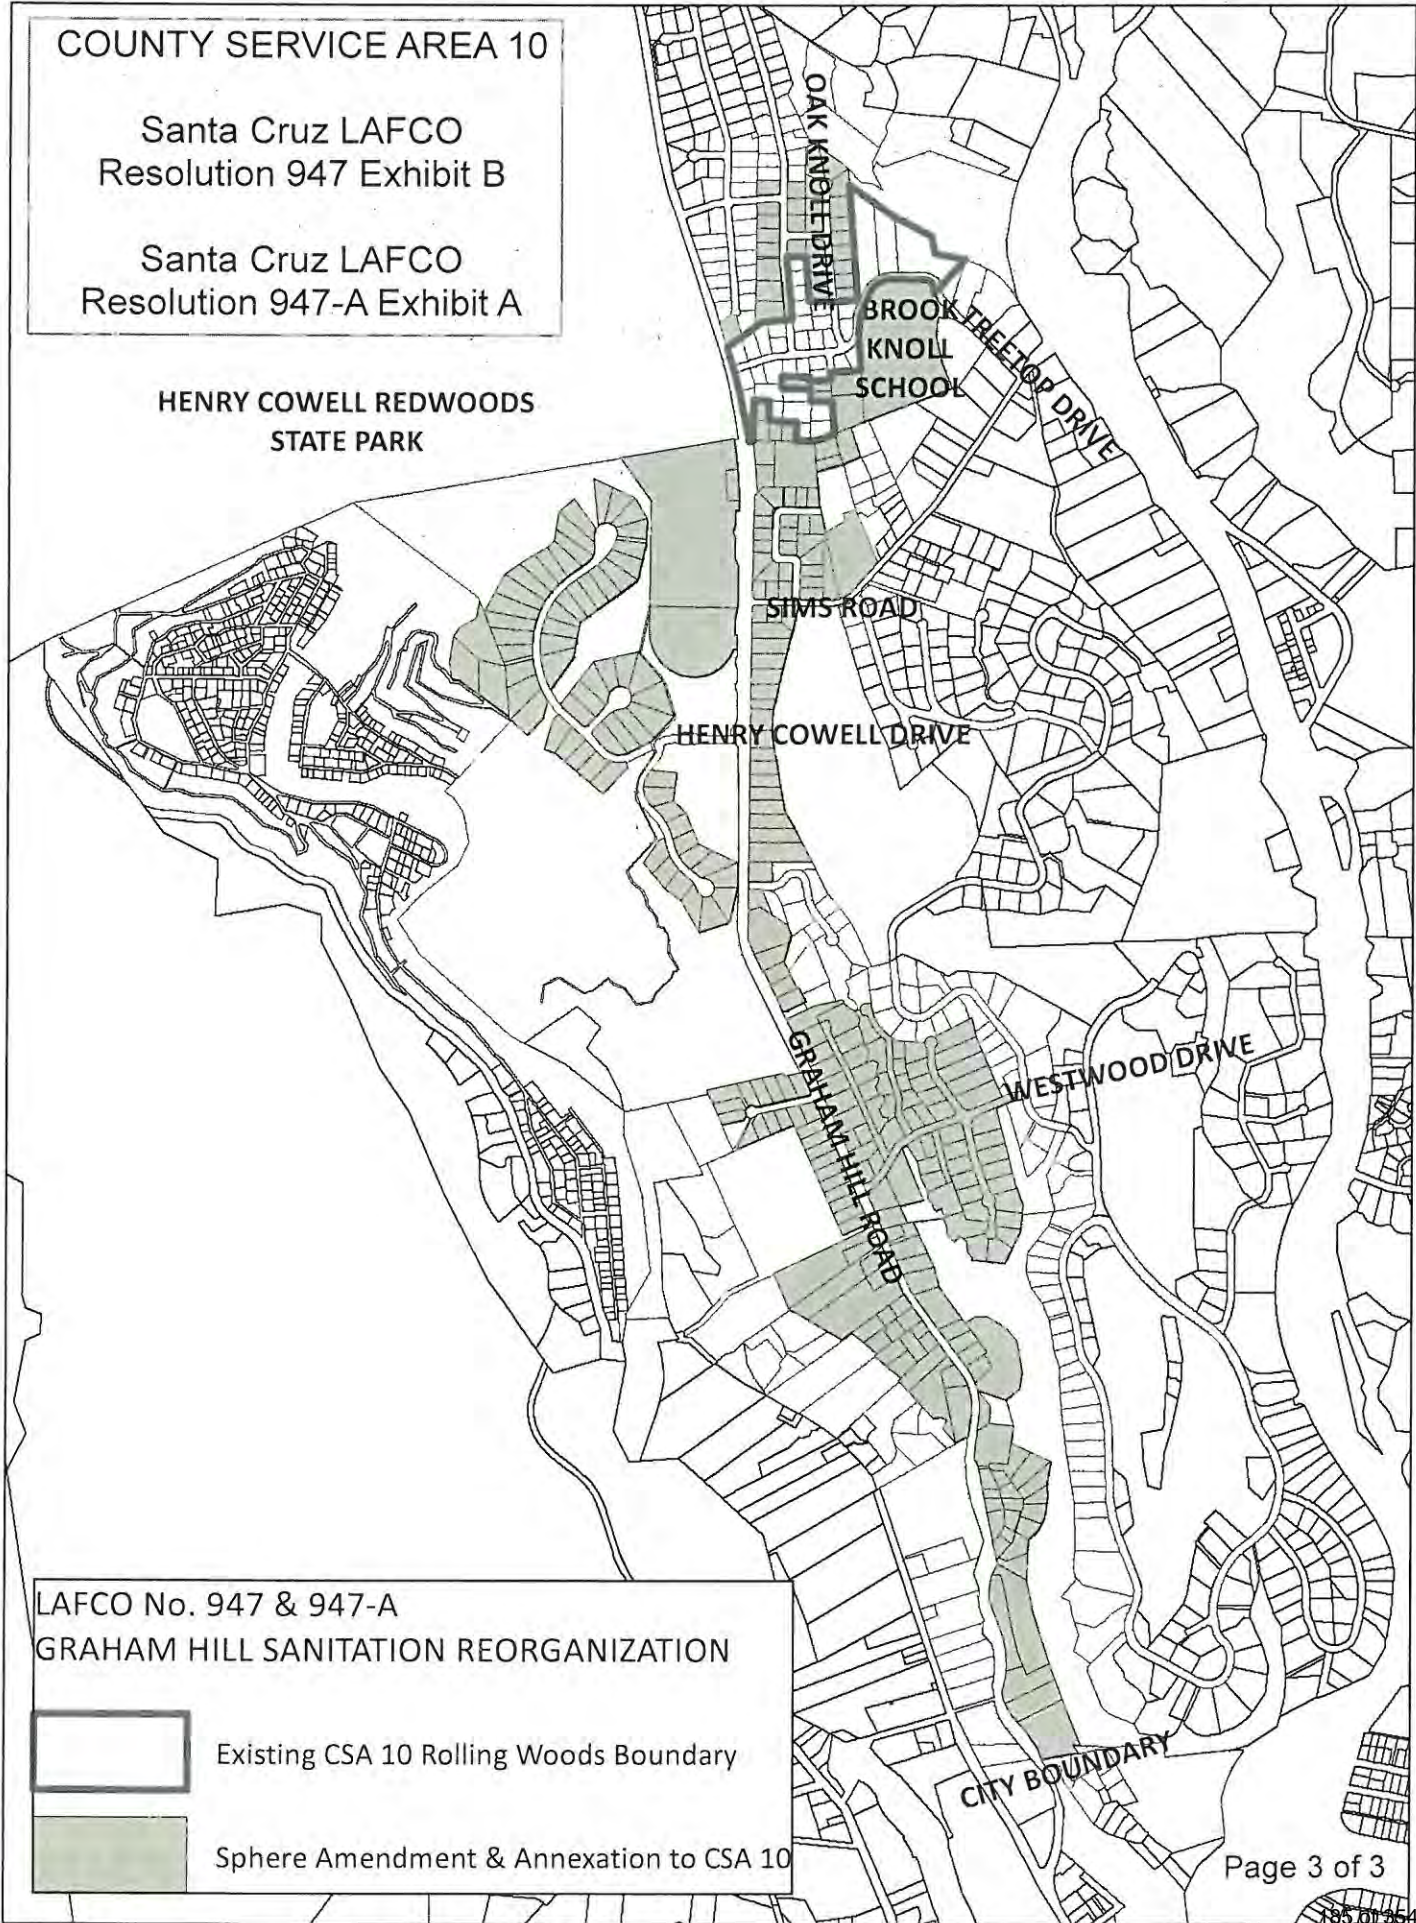 COUNTY SERVICE AREA 10
Santa Cruz LAFCO
Resolution 947 Exhibit B
Santa Cruz LAFCO
Resolution 947-A Exhibit A
OAK KNOLL DRIVE
BROOK
KNOLL
SCHOOL
TREETOP DRIVE
HENRY COWELL REDWOODS
STATE PARK
SIMS ROAD
HENRY COWELL DRIVE
GRAHAM HILL ROAD
WESTWOOD DRIVE
CITY BOUNDARY
LAFCO No. 947 & 947-A
GRAHAM HILL SANITATION REORGANIZATION
Existing CSA 10 Rolling Woods Boundary
Sphere Amendment & Annexation to CSA 10
Page 3 of 3
185 of 354